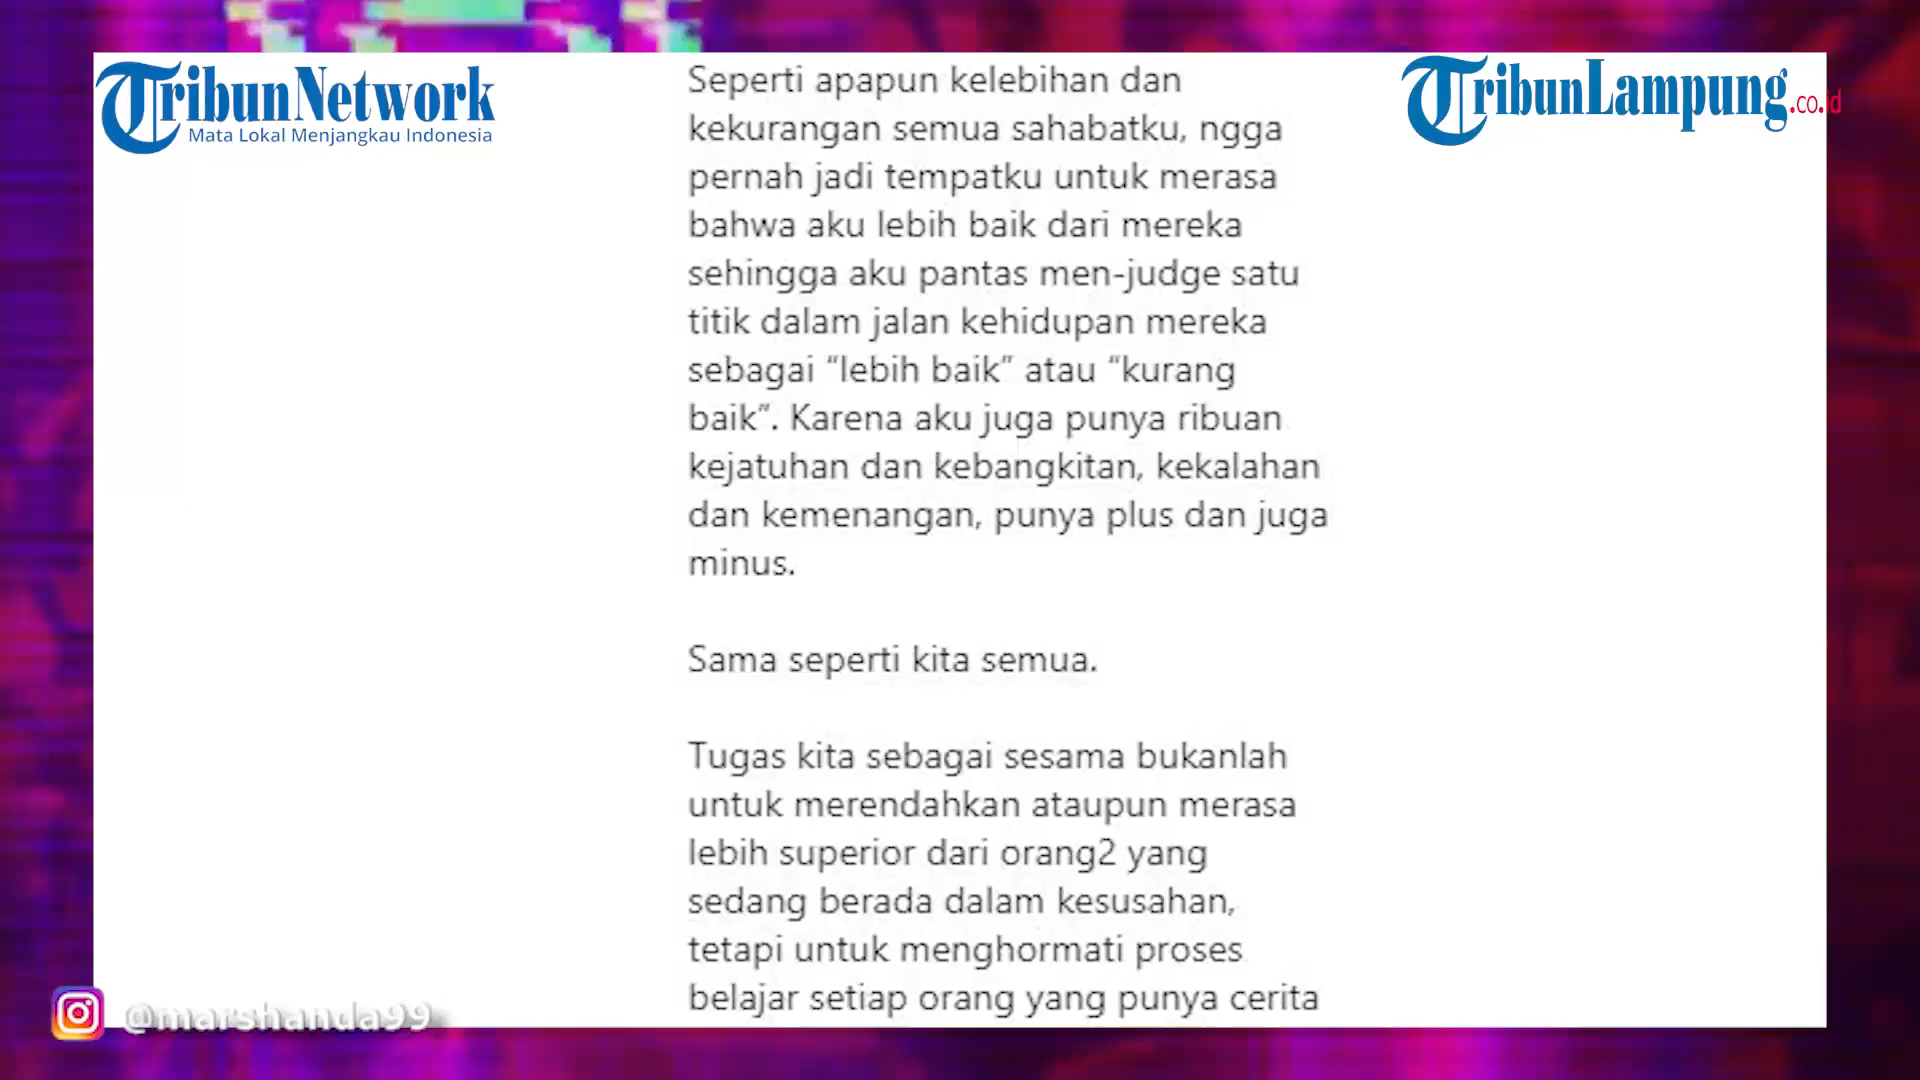 TribunNetwork
Mata Lokal Menjangkau Indonesia
TribunLampung.co.id
Seperti apapun kelebihan dan
kekurangan semua sahabatku, ngga
pernah jadi tempatku untuk merasa
bahwa aku lebih baik dari mereka
sehingga aku pantas men-judge satu
titik dalam jalan kehidupan mereka
sebagai “lebih baik” atau “kurang
baik”. Karena aku juga punya ribuan
kejatuhan dan kebangkitan, kekalahan
dan kemenangan, punya plus dan juga
minus.
Sama seperti kita semua.
Tugas kita sebagai sesama bukanlah
untuk merendahkan ataupun merasa
lebih superior dari orang2 yang
sedang berada dalam kesusahan,
tetapi untuk menghormati proses
belajar setiap orang yang punya cerita
@marshanda99